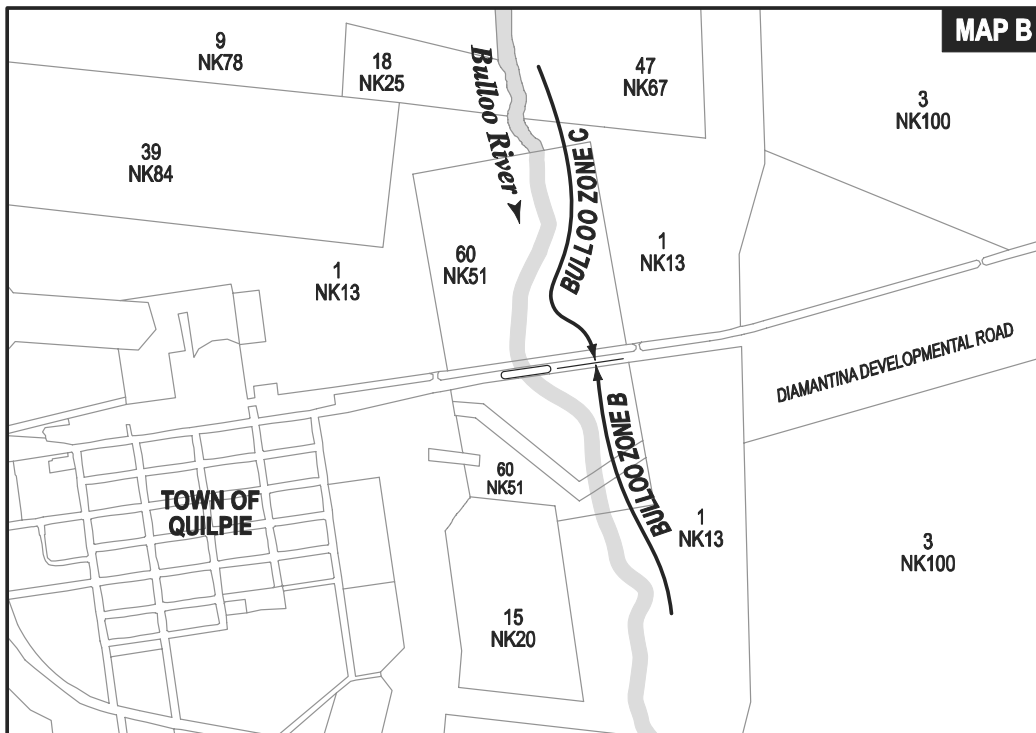 MAP B
9
NK78
18
NK25
47
NK67
3
NK100
Bulloo River
39
NK84
BULLOO ZONE C
60
NK51
1
NK13
1
NK13
DIAMANTINA DEVELOPMENTAL ROAD
BULLOO ZONE B
60
NK51
TOWN OF
QUILPIE
1
NK13
3
NK100
15
NK20